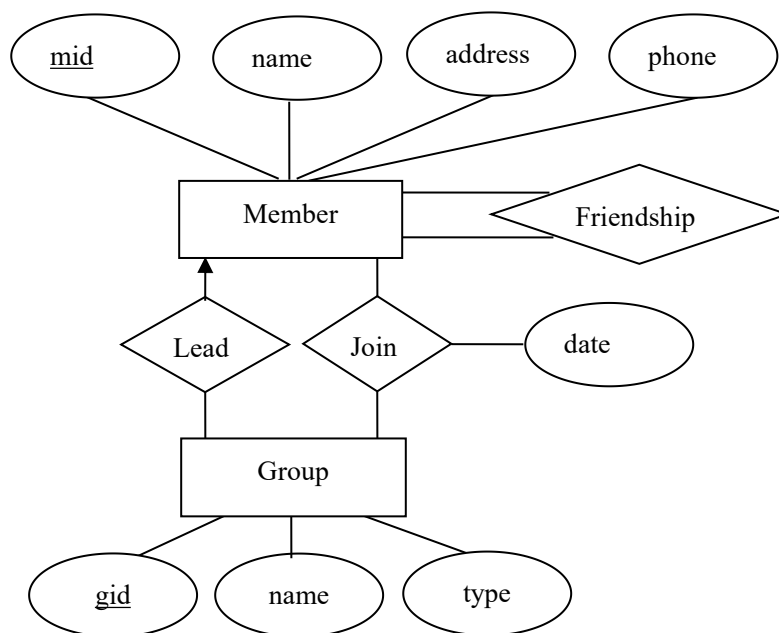 mid
name
address
phone
Member
Friendship
Lead
Join
date
Group
gid
name
type